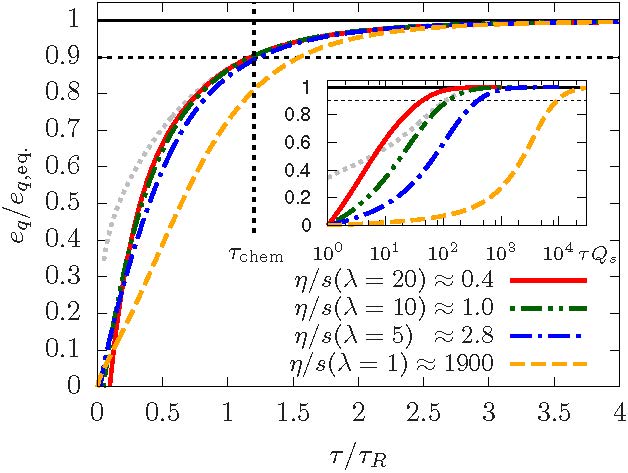 1
0.9
0.8
0.7
0.6
0.5
0.4
0.3
0.2
0.1
0
e_q/e_{q,eq.}
1
0.8
0.6
0.4
0.2
0
10^0 10^1 10^2 10^3 10^4 τQ_s
τ_chem
η/s(λ = 20) ≈ 0.4
η/s(λ = 10) ≈ 1.0
η/s(λ = 5) ≈ 2.8
η/s(λ = 1) ≈ 1900
0 0.5 1 1.5 2 2.5 3 3.5 4
τ/τ_R